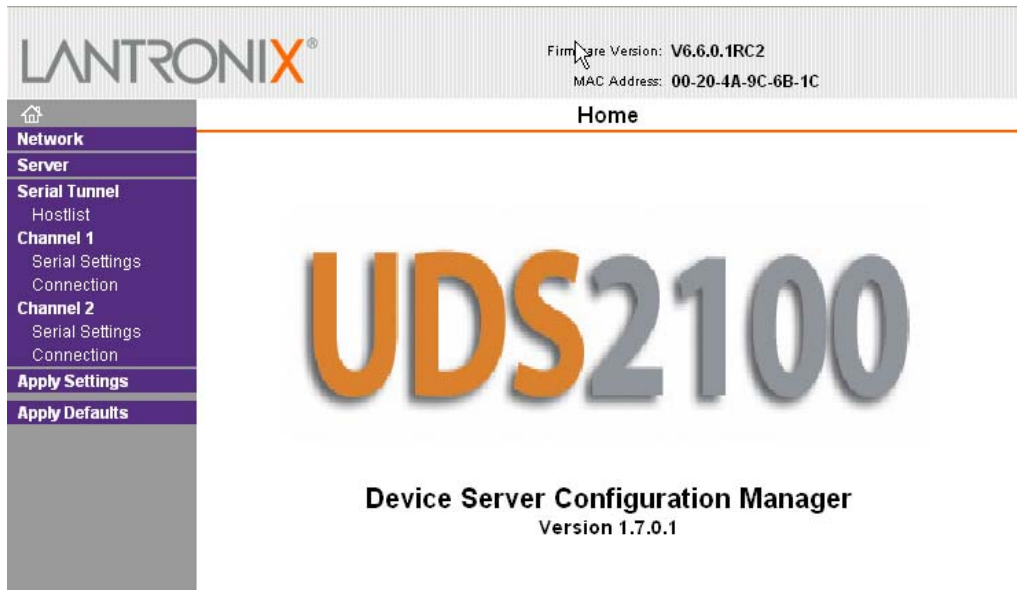 LANTRONIX®
Firmware Version: V6.6.0.1RC2
MAC Address: 00-20-4A-9C-6B-1C
Home
Network
Server
Serial Tunnel
Hostlist
Channel 1
Serial Settings
Connection
Channel 2
Serial Settings
Connection
Apply Settings
Apply Defaults
UDS2100
Device Server Configuration Manager
Version 1.7.0.1